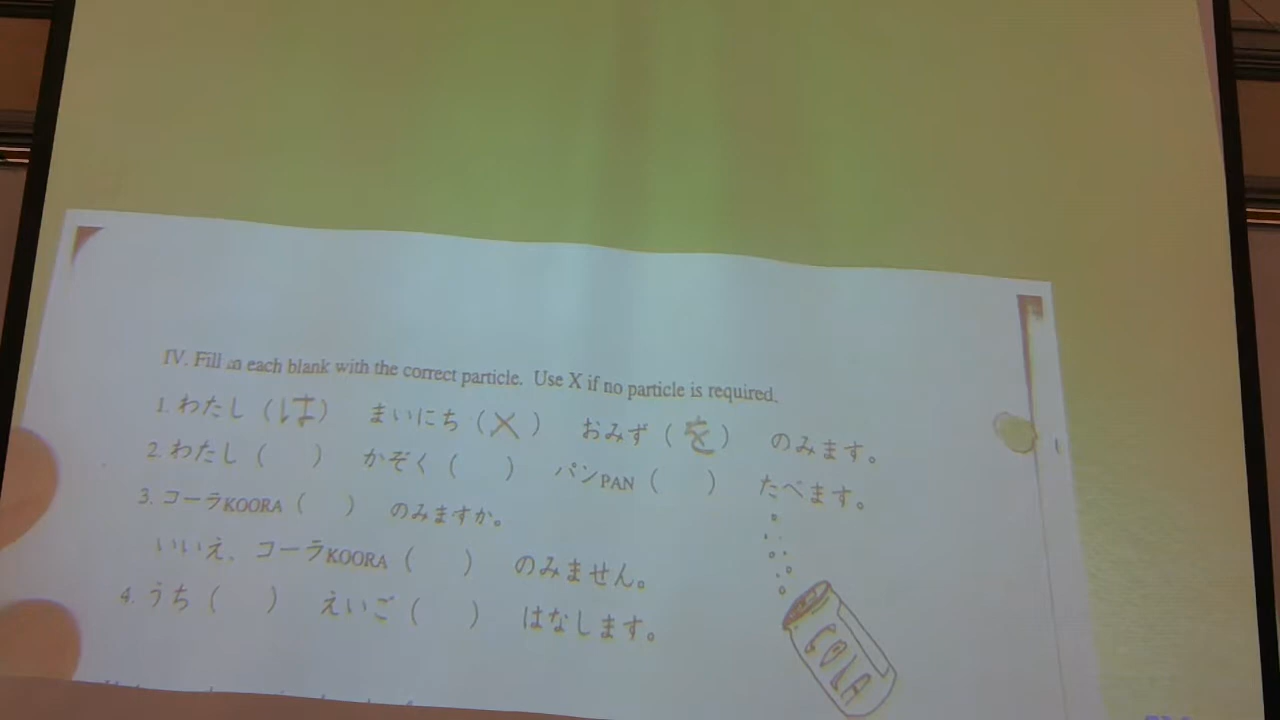 IV. Fill in each blank with the correct particle. Use X if no particle is required.
1. わたし (は) まいにち (X) おみず (を) のみます。
2. わたし ( ) かぞく ( ) パンPAN ( ) たべます。
3. コーラKOORA ( ) のみますか。
いいえ、コーラKOORA ( ) のみません。
4. うち ( ) えいご ( ) はなします。
COLA